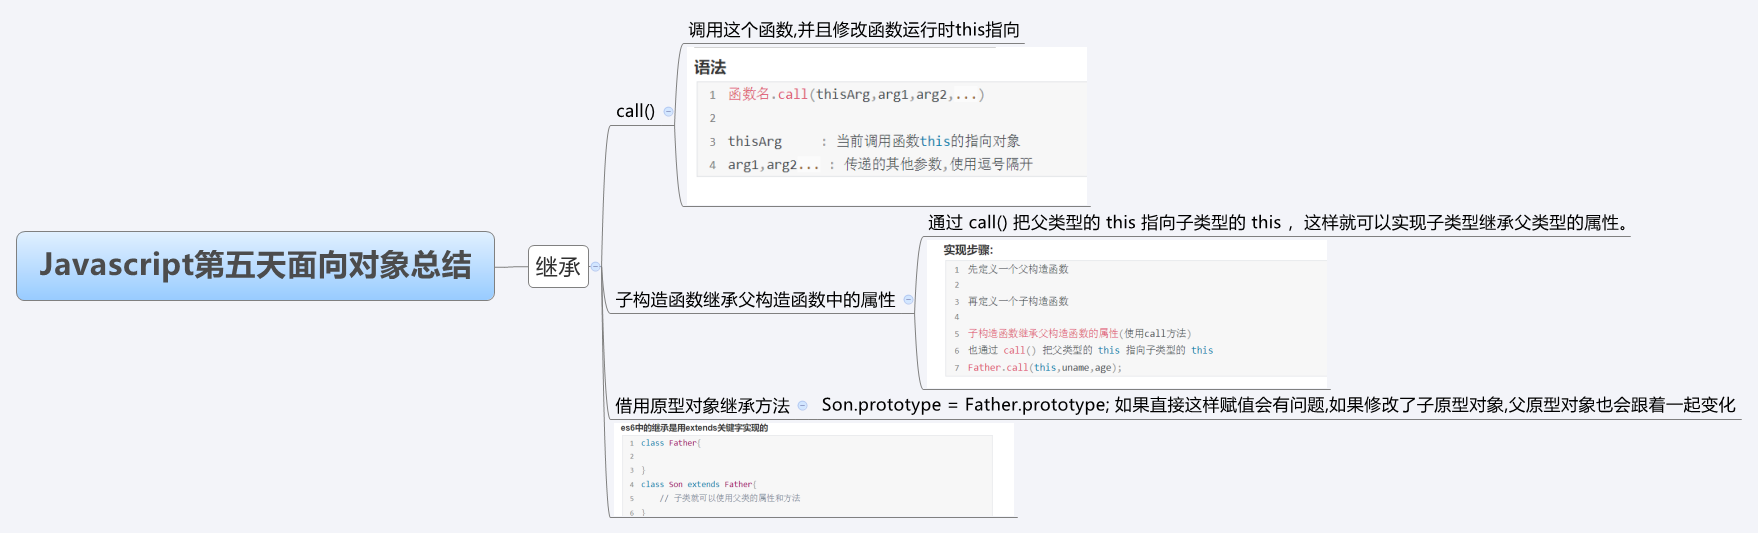 Javascript第五天面向对象总结
继承
call()
调用这个函数,并且修改函数运行时this指向
语法
1 函数名.call(thisArg,arg1,arg2,...)
2
3 thisArg : 当前调用函数this的指向对象
4 arg1,arg2... : 传递的其他参数,使用逗号隔开
子构造函数继承父构造函数中的属性
通过 call() 把父类型的 this 指向子类型的 this ，这样就可以实现子类型继承父类型的属性。
实现步骤:
1 先定义一个父构造函数
2
3 再定义一个子构造函数
4
5 子构造函数继承父构造函数的属性(使用call方法)
6 也通过 call() 把父类型的 this 指向子类型的 this
7 Father.call(this,uname,age);
借用原型对象继承方法
Son.prototype = Father.prototype; 如果直接这样赋值会有问题,如果修改了子原型对象,父原型对象也会跟着一起变化
es6中的继承是用extends关键字实现的
1 class Father{
2
3 }
4 class Son extends Father{
5 // 子类就可以使用父类的属性和方法
6 }